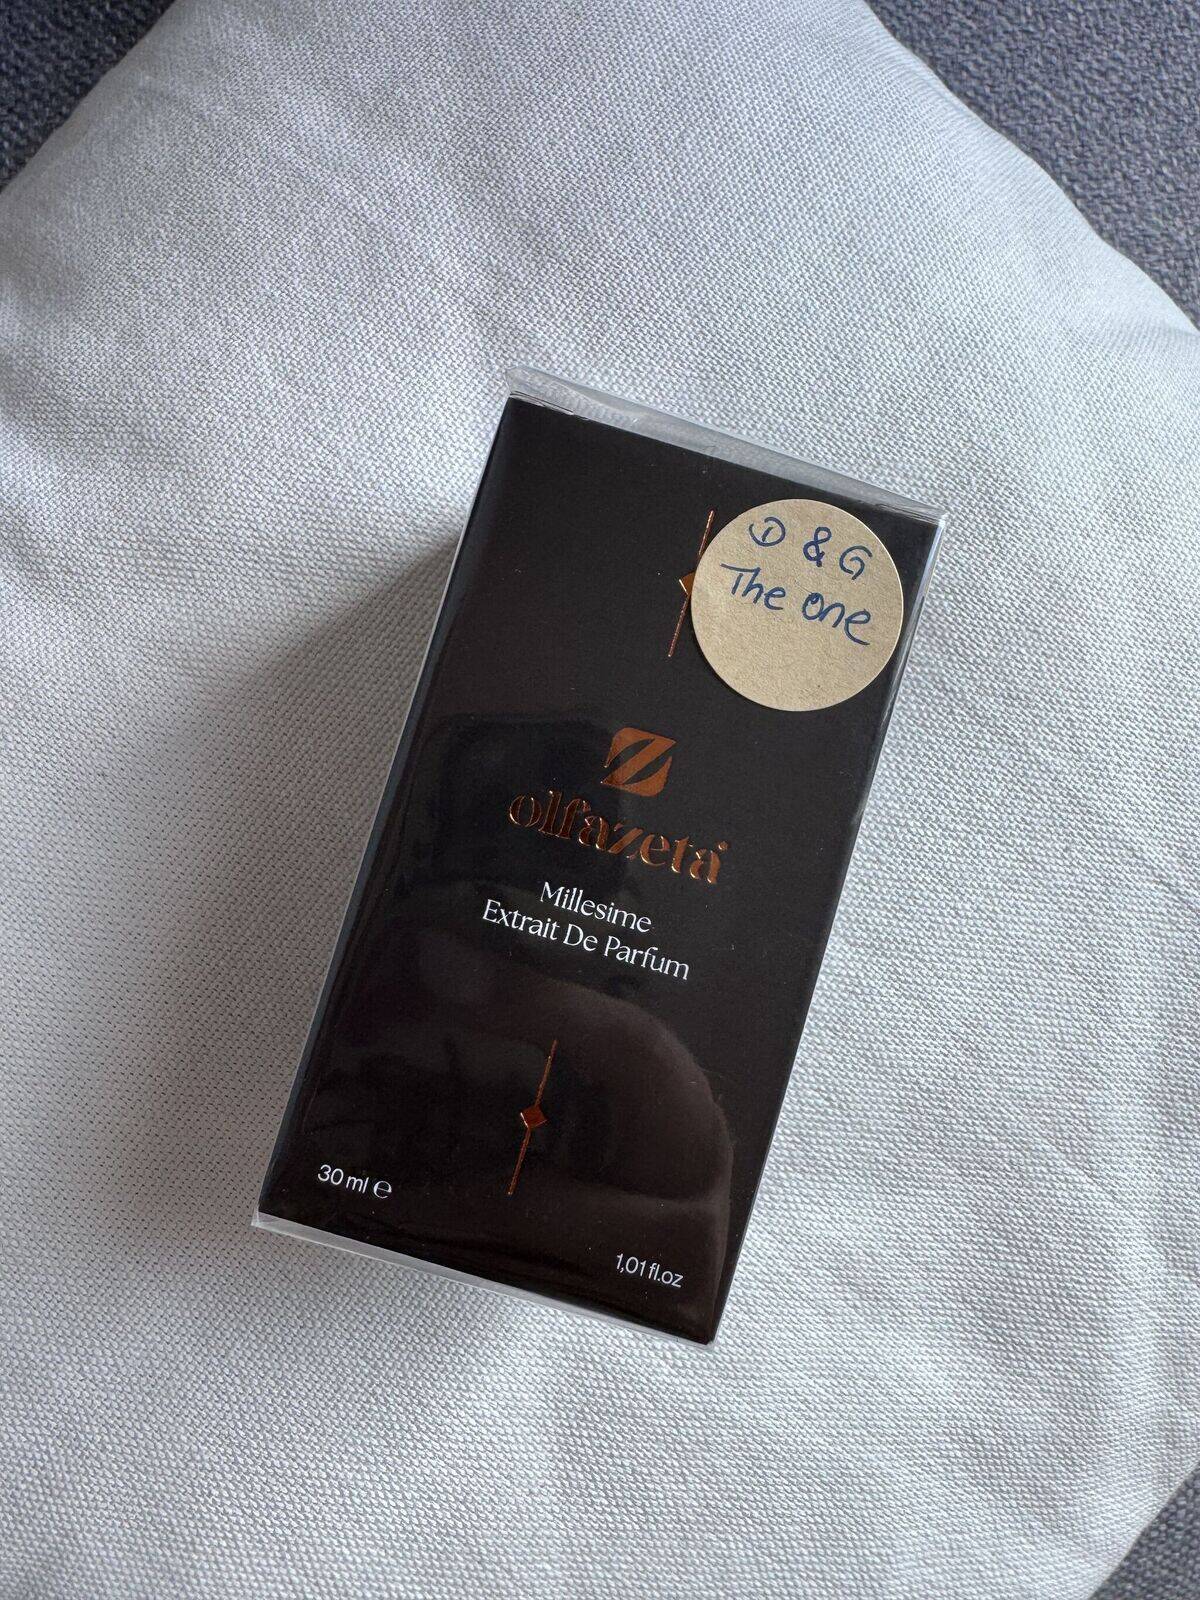 D & G
The one
olfazeta
Millesime
Extrait De Parfum
30 ml ℮
1,01 fl.oz